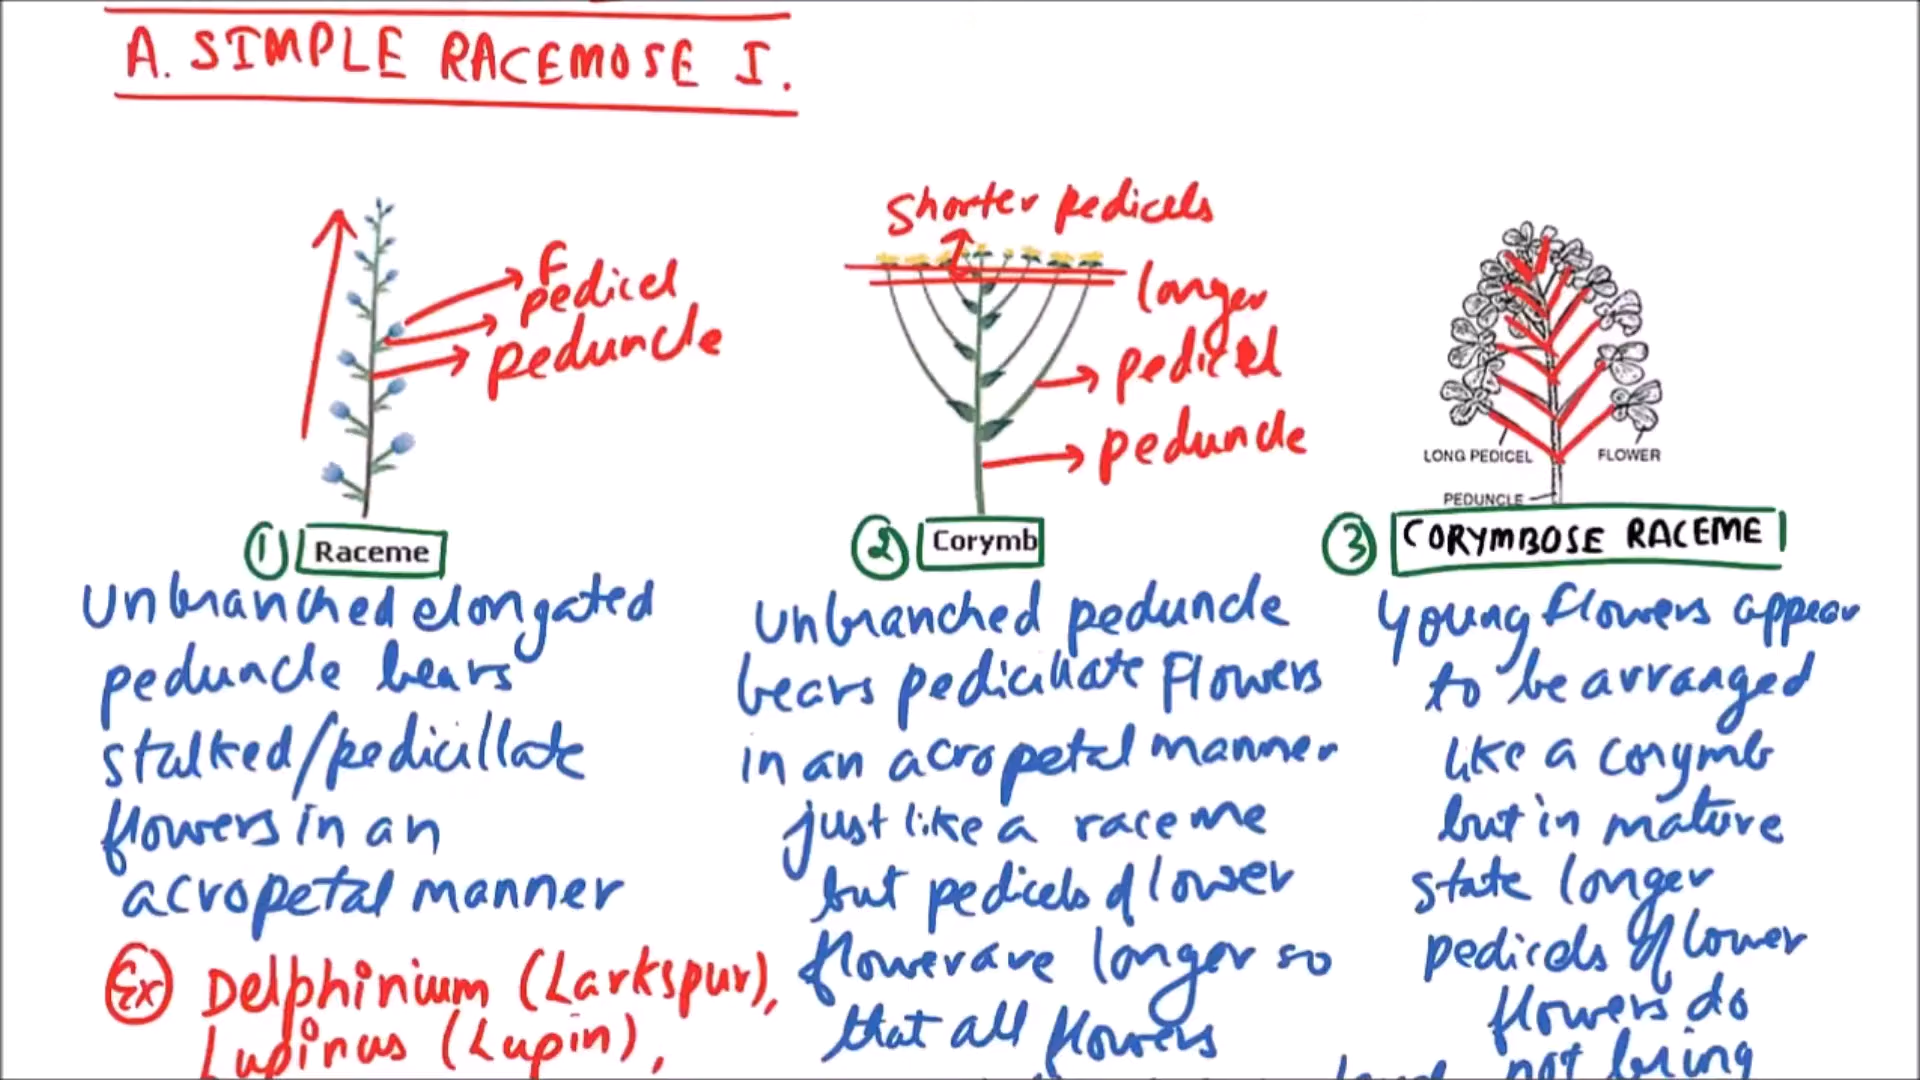 A. SIMPLE RACEMOSE I.
F
pedicel
peduncle
Shorter pedicels
longer
pedicel
peduncle
LONG PEDICEL
FLOWER
PEDUNCLE
1 Raceme
Unbranched elongated
peduncle bears
stalked/pedicillate
flowers in an
acropetal manner
Ex Delphinium (Larkspur),
Lupinus (Lupin),
2 Corymb
Unbranched peduncle
bears pedicillate Flowers
in an acropetal manner
just like a raceme
but pedicels of lower
flower are longer so
that all flowers
3 CORYMBOSE RACEME
Young flowers appear
to be arranged
like a corymb
but in mature
state longer
pedicels of lower
flowers do
not bring